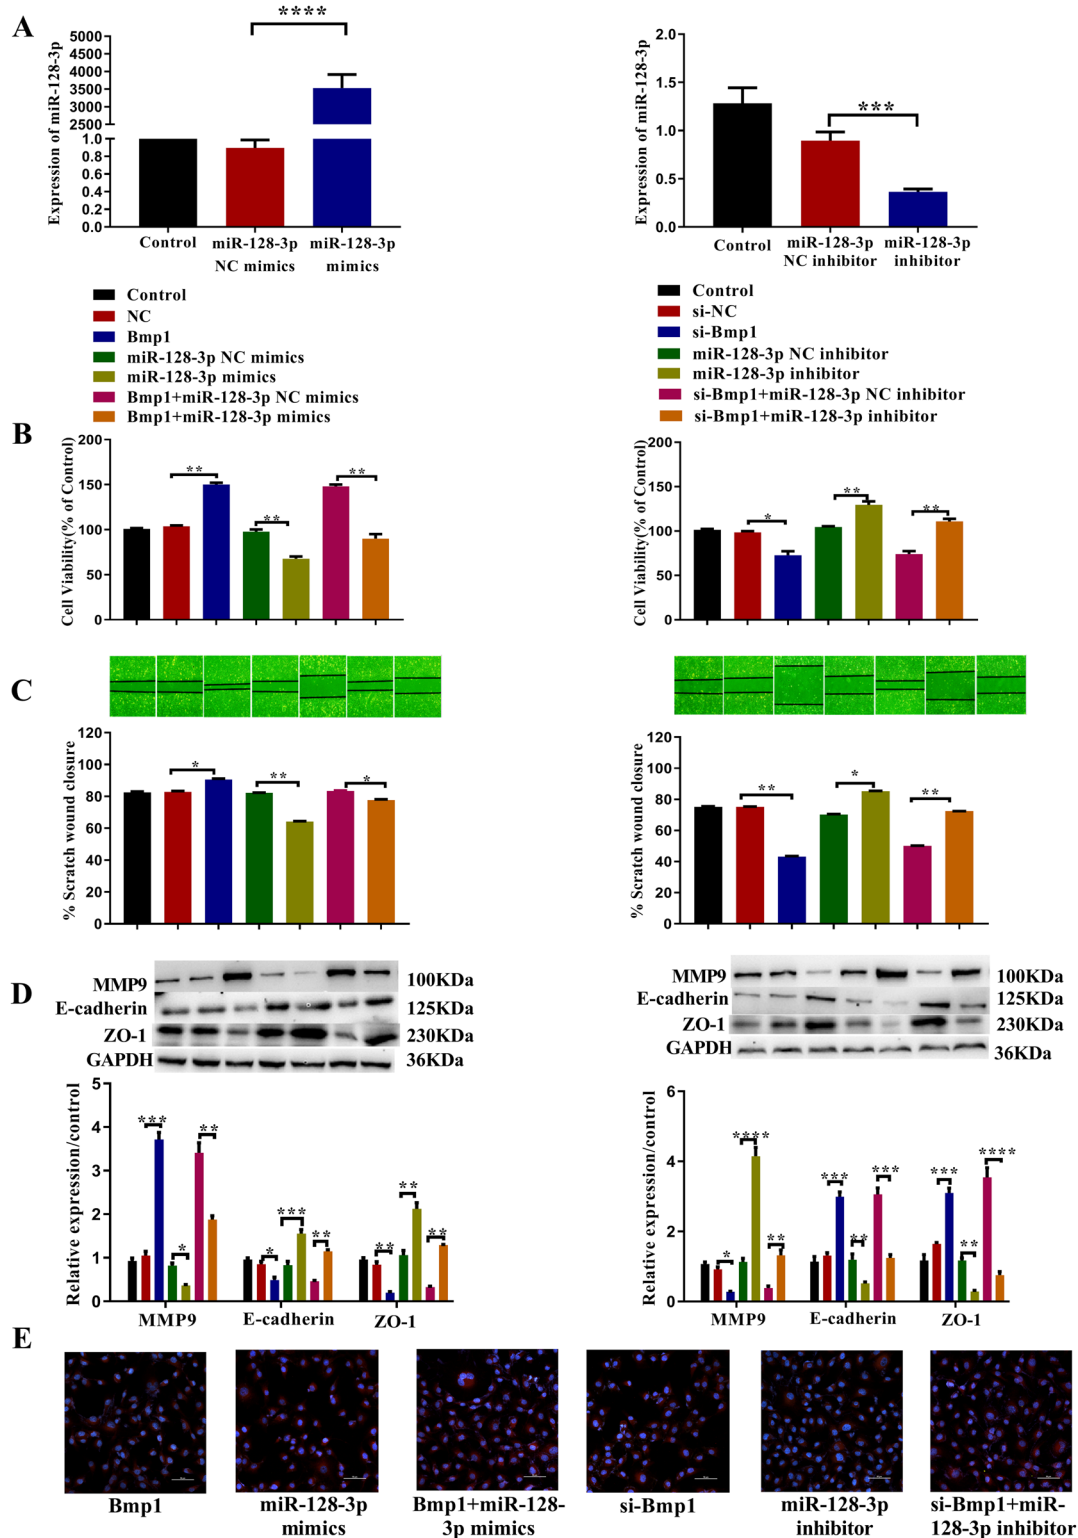 A
****
Expression of miR-128-3p
5000
4500
4000
3500
3000
2500
1.0
0.8
0.6
0.4
0.2
0.0
Control
miR-128-3p
NC mimics
miR-128-3p
mimics
***
Expression of miR-128-3p
2.0
1.5
1.0
0.5
0.0
Control
miR-128-3p
NC inhibitor
miR-128-3p
inhibitor
Control
NC
Bmp1
miR-128-3p NC mimics
miR-128-3p mimics
Bmp1+miR-128-3p NC mimics
Bmp1+miR-128-3p mimics
Control
si-NC
si-Bmp1
miR-128-3p NC inhibitor
miR-128-3p inhibitor
si-Bmp1+miR-128-3p NC inhibitor
si-Bmp1+miR-128-3p inhibitor
B
Cell Viability(% of Control)
200
150
100
50
0
**
**
**
Cell Viability(% of Control)
200
150
100
50
0
*
**
**
C
% Scratch wound closure
120
100
80
60
40
20
0
*
**
*
% Scratch wound closure
120
100
80
60
40
20
0
**
*
**
D
MMP9
100KDa
E-cadherin
125KDa
ZO-1
230KDa
GAPDH
36KDa
MMP9
100KDa
E-cadherin
125KDa
ZO-1
230KDa
GAPDH
36KDa
Relative expression/control
5
4
3
2
1
0
***
*
**
*
***
**
**
**
**
MMP9
E-cadherin
ZO-1
Relative expression/control
6
4
2
0
*
****
**
***
**
***
***
**
****
MMP9
E-cadherin
ZO-1
E
Bmp1
miR-128-3p
mimics
Bmp1+miR-128-
3p mimics
si-Bmp1
miR-128-3p
inhibitor
si-Bmp1+miR-
128-3p inhibitor